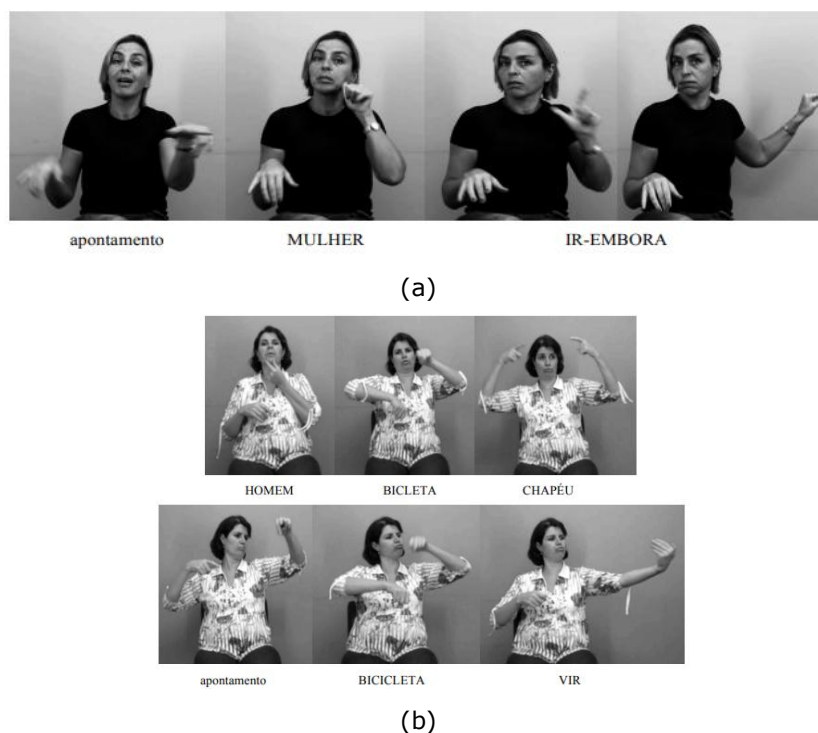 apontamento MULHER IR-EMBORA
(a)
HOMEM BICLETA CHAPÉU
apontamento BICICLETA VIR
(b)